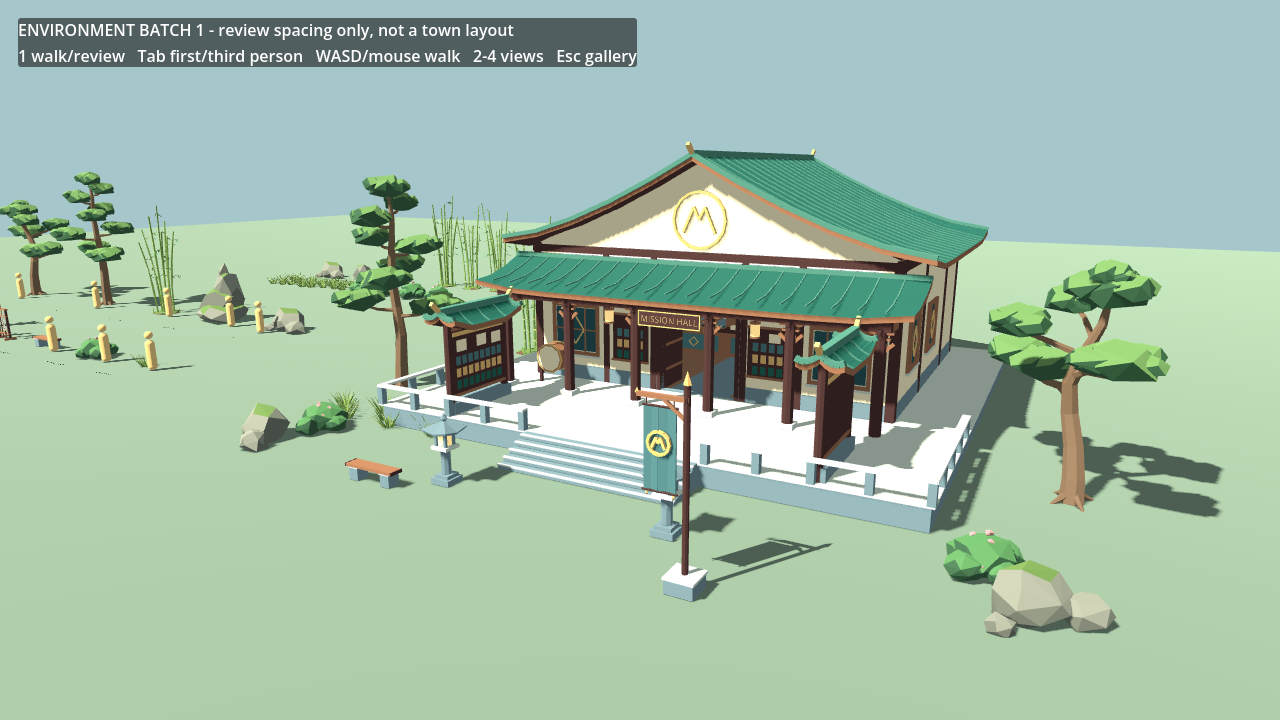 ENVIRONMENT BATCH 1 - review spacing only, not a town layout
1 walk/review   Tab first/third person   WASD/mouse walk   2-4 views   Esc gallery
M
MISSION HALL
M